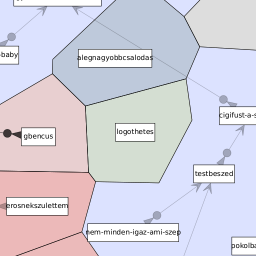 baby
alegnagyobbcsalodas
cigifust-a-s
gbencus
logothetes
testbeszed
erosnekszulettem
nem-minden-igaz-ami-szep
pokolba